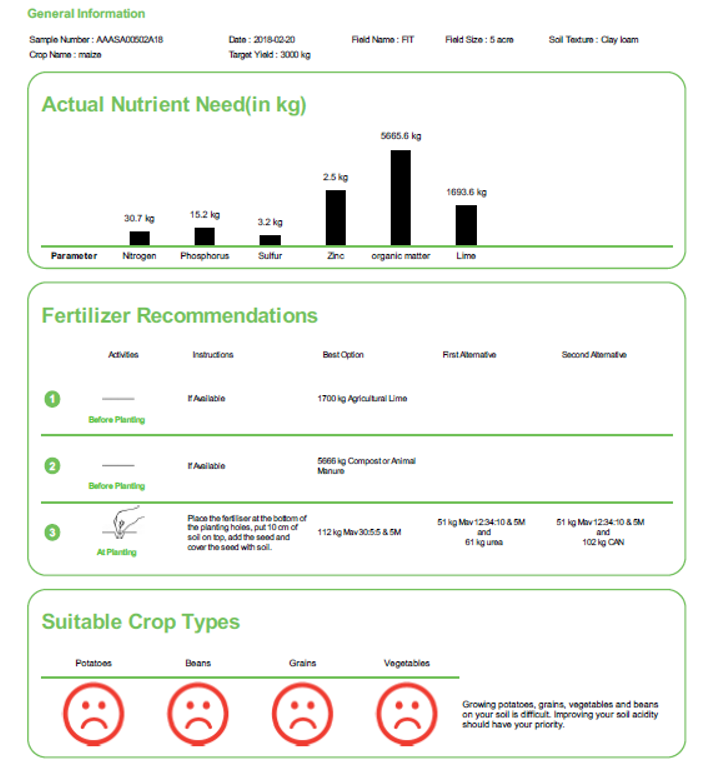 General Information
Sample Number : AAASA00502A18 Date : 2018-02-20 Field Name : FIT Field Size : 5 acre Soil Texture : Clay loam
Crop Name : maize Target Yield : 3000 kg
Actual Nutrient Need(in kg)
30.7 kg 15.2 kg 3.2 kg 2.5 kg 5665.6 kg 1693.6 kg
Parameter Nitrogen Phosphorus Sulfur Zinc organic matter Lime
Fertilizer Recommendations
Activities Instructions Best Option First Alternative Second Alternative
1 If Available 1700 kg Agricultural Lime
Before Planting
2 If Available 5666 kg Compost or Animal
Manure
Before Planting
3
At Planting
Place the fertiliser at the bottom of
the planting holes, put 10 cm of
soil on top, add the seed and
cover the seed with soil.
112 kg Mav 30:5:5 & 5M
51 kg Mav 12:34:10 & 5M
and
61 kg urea
51 kg Mav 12:34:10 & 5M
and
102 kg CAN
Suitable Crop Types
Potatoes Beans Grains Vegetables
Growing potatoes, grains, vegetables and beans
on your soil is difficult. Improving your soil acidity
should have your priority.